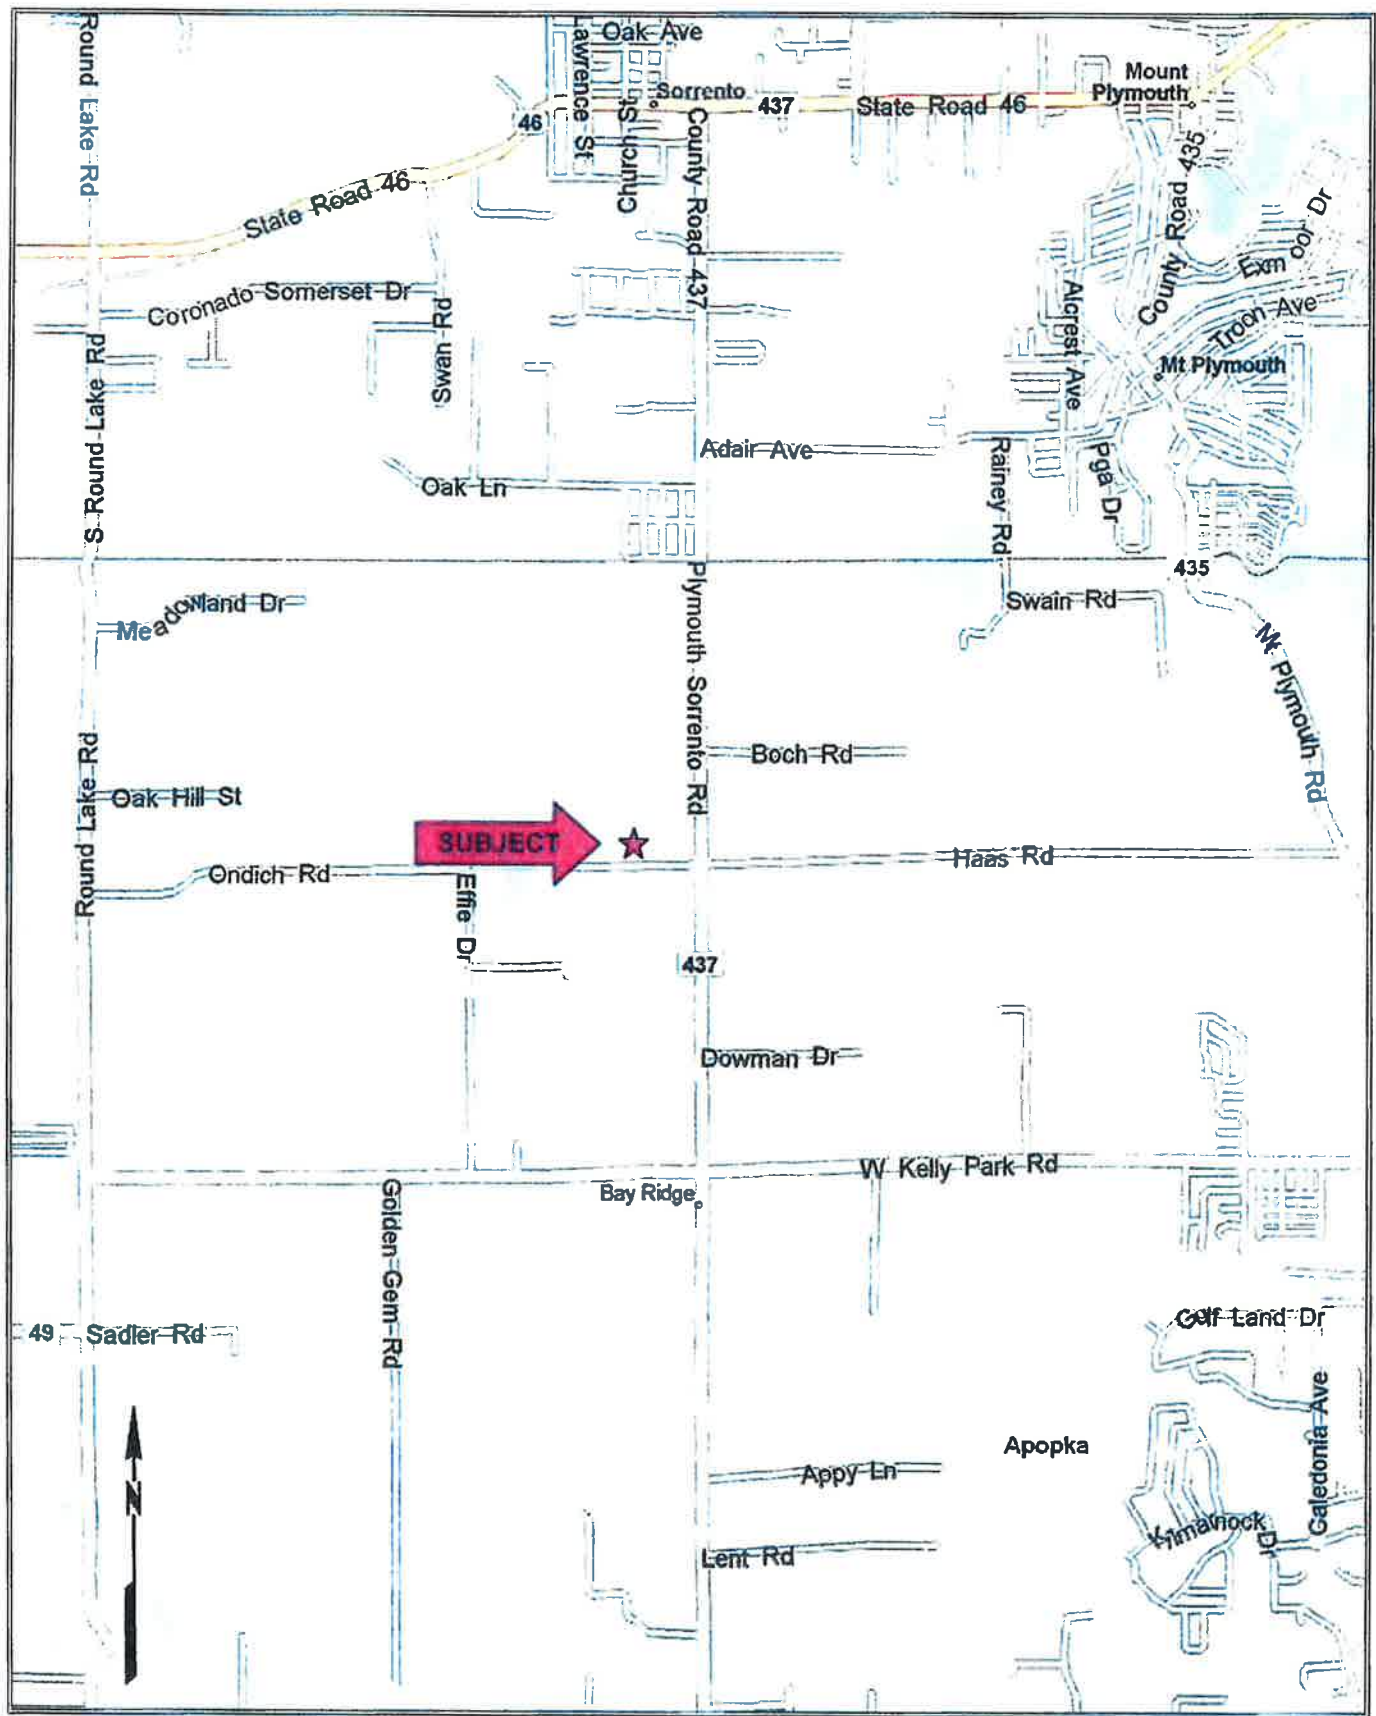 Round Lake Rd
Lawrence St
Oak Ave
Church St
Sorrento
County Road 437
437
State Road 46
Mount
Plymouth
46
State Road 46
County Road 435
Exmoor Dr
Troon Ave
Alcrest Ave
Mt Plymouth
Coronado Somerset Dr
Swan Rd
S Round Lake Rd
Adair Ave
Oak Ln
Rainey Rd
Pga Dr
435
Plymouth Sorrento Rd
Swain Rd
Meadowland Dr
Mt Plymouth Rd
Round Lake Rd
Boch Rd
Oak Hill St
SUBJECT
Haas Rd
Ondich Rd
Effie Dr
437
Dowman Dr
W Kelly Park Rd
Bay Ridge
Golden Gem Rd
49
Sadler Rd
Golf Land Dr
Caledonia Ave
Apopka
Appy Ln
N
Lent Rd
Kilmarnock Dr